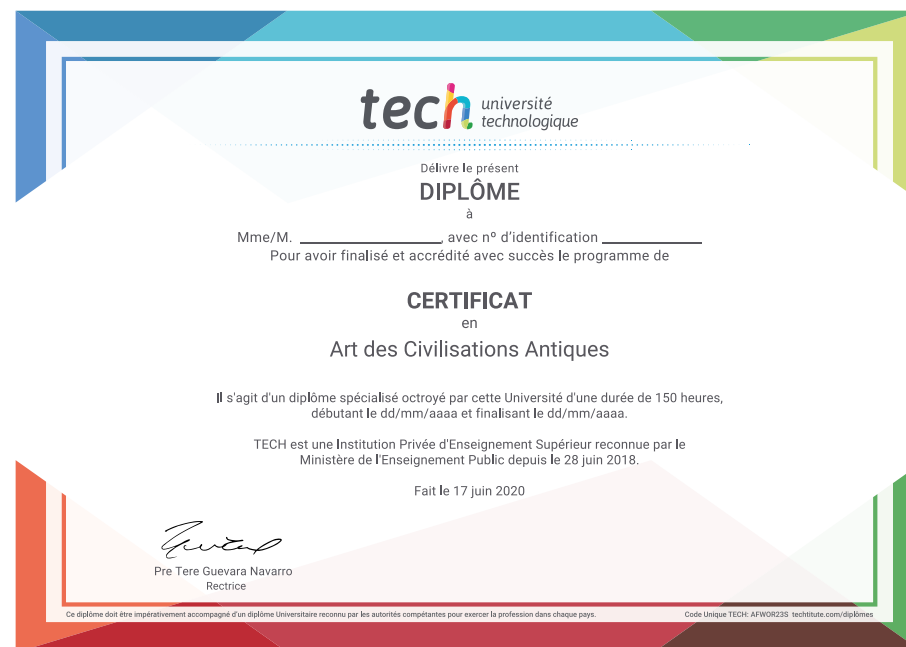 tech université
technologique
Délivre le présent
DIPLÔME
à
Mme/M. ____________________, avec nº d'identification ______________
Pour avoir finalisé et accrédité avec succès le programme de
CERTIFICAT
en
Art des Civilisations Antiques
Il s'agit d'un diplôme spécialisé octroyé par cette Université d'une durée de 150 heures,
débutant le dd/mm/aaaa et finalisant le dd/mm/aaaa.
TECH est une Institution Privée d'Enseignement Supérieur reconnue par le
Ministère de l'Enseignement Public depuis le 28 juin 2018.
Fait le 17 juin 2020
Pre Tere Guevara Navarro
Rectrice
Ce diplôme doit être impérativement accompagné d'un diplôme Universitaire reconnu par les autorités compétantes pour exercer la profession dans chaque pays. Code Unique TECH: AFWOR23S techtitute.com/diplômes